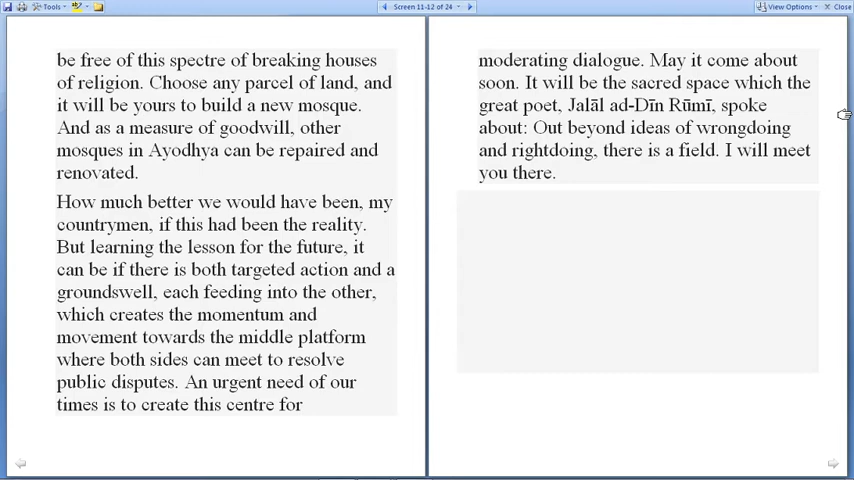 Tools
Screen 11-12 of 24
View Options
Close
be free of this spectre of breaking houses
of religion. Choose any parcel of land, and
it will be yours to build a new mosque.
And as a measure of goodwill, other
mosques in Ayodhya can be repaired and
renovated.
How much better we would have been, my
countrymen, if this had been the reality.
But learning the lesson for the future, it
can be if there is both targeted action and a
groundswell, each feeding into the other,
which creates the momentum and
movement towards the middle platform
where both sides can meet to resolve
public disputes. An urgent need of our
times is to create this centre for
moderating dialogue. May it come about
soon. It will be the sacred space which the
great poet, Jalāl ad-Dīn Rūmī, spoke
about: Out beyond ideas of wrongdoing
and rightdoing, there is a field. I will meet
you there.